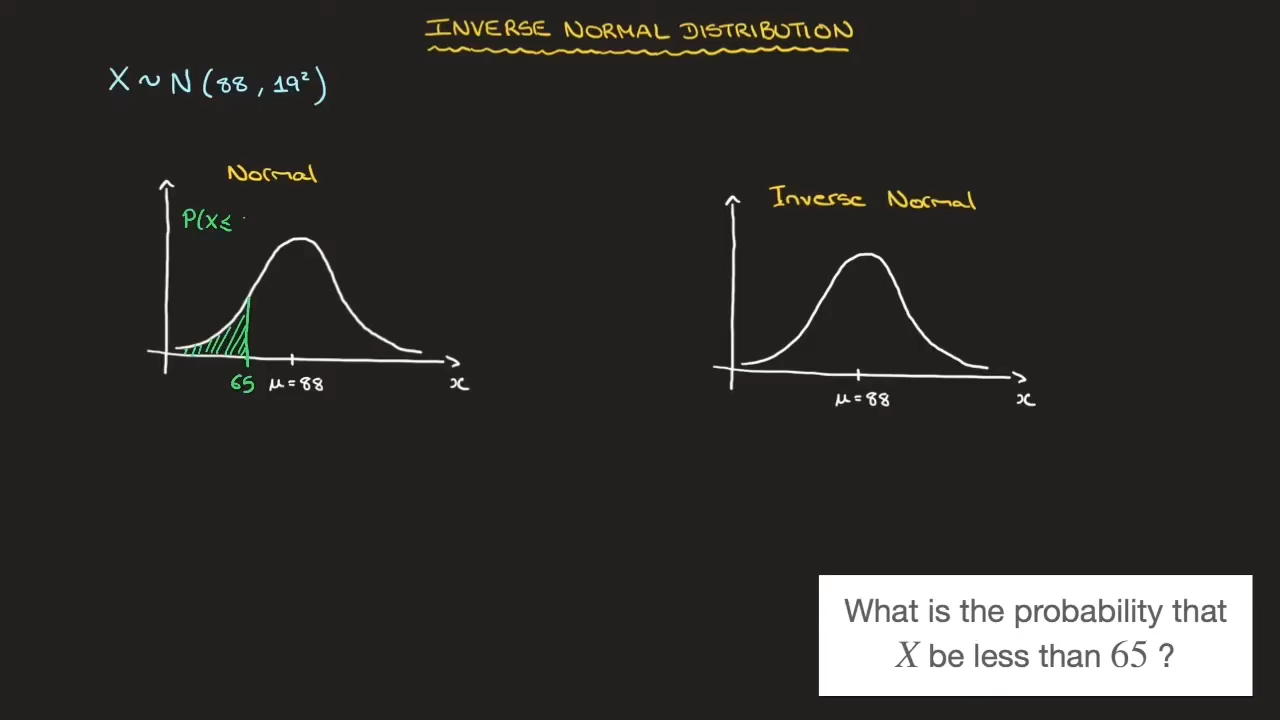 INVERSE NORMAL DISTRIBUTION
X ~ N (88, 19²)
Normal
P(X ≤
65
μ = 88
x
Inverse Normal
μ = 88
x
What is the probability that
X be less than 65 ?